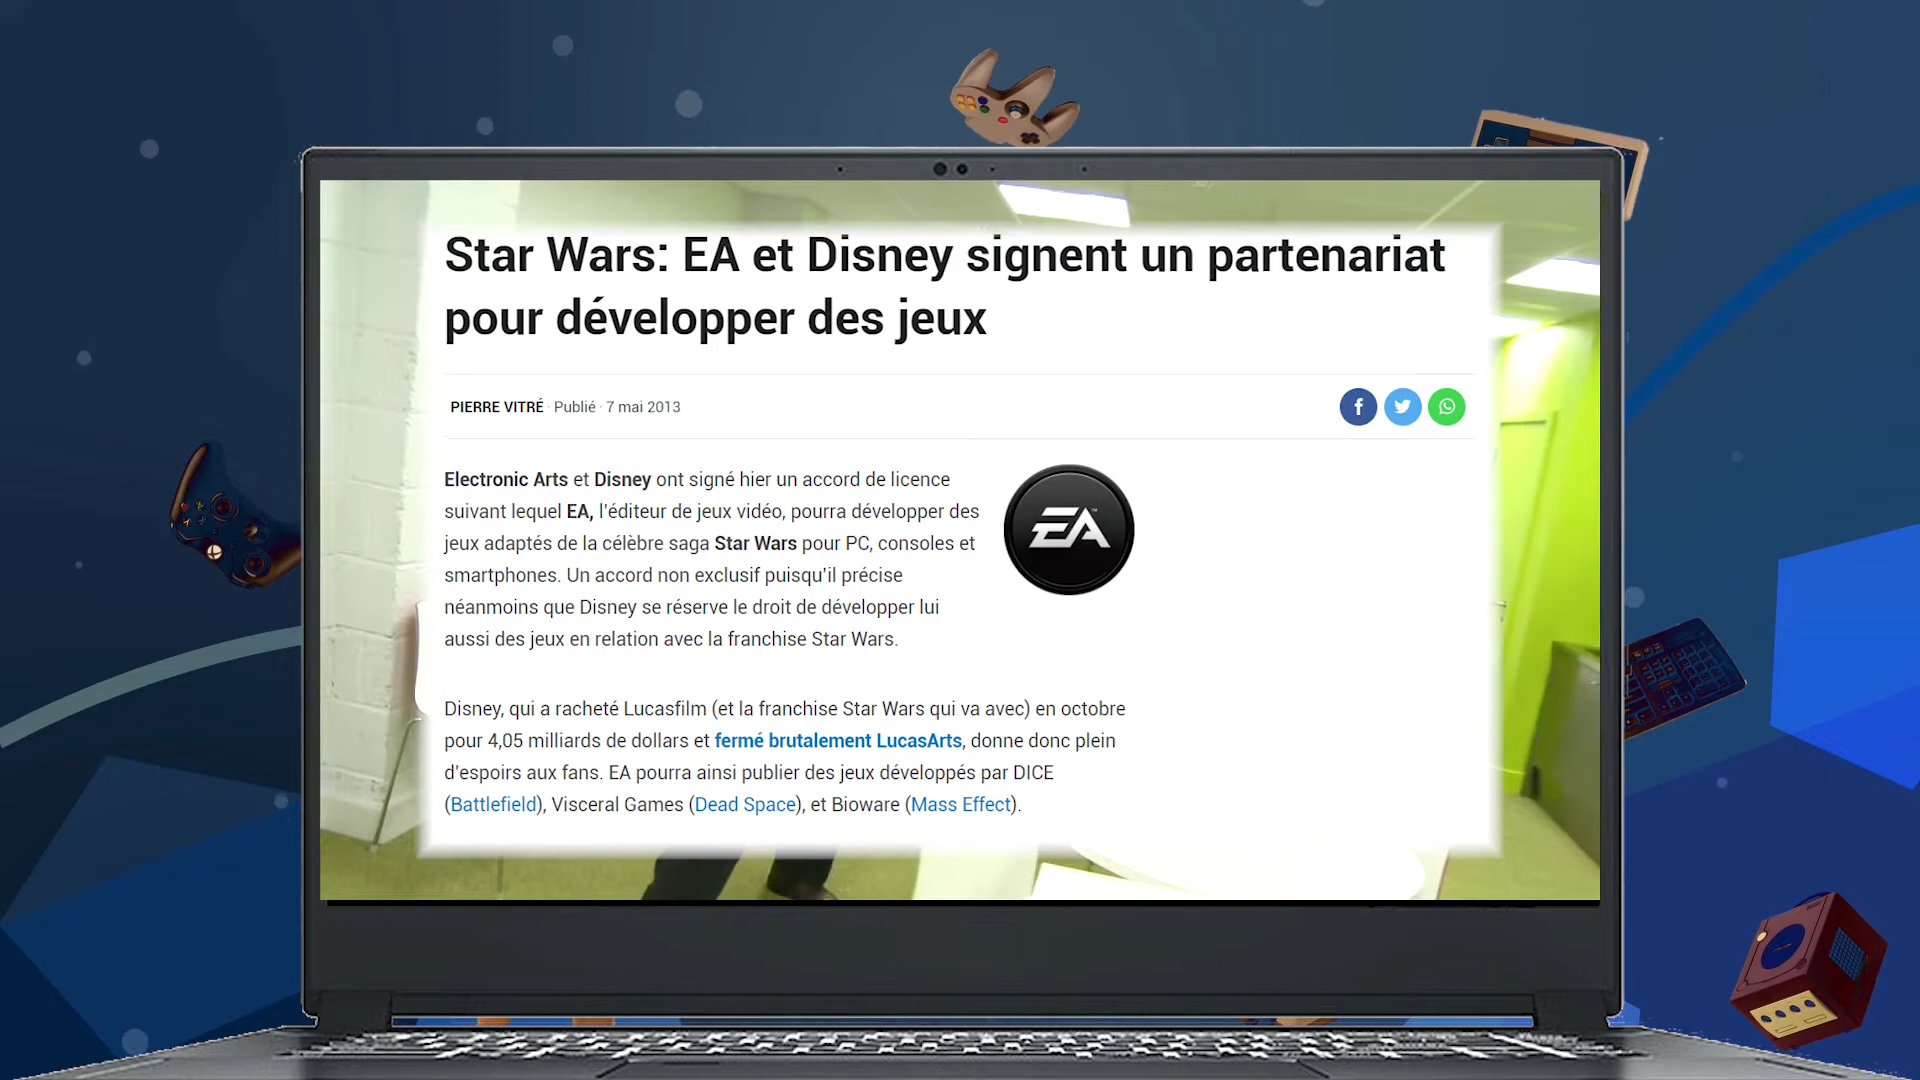 Star Wars: EA et Disney signent un partenariat
pour développer des jeux
PIERRE VITRÉ · Publié · 7 mai 2013
Electronic Arts et Disney ont signé hier un accord de licence
suivant lequel EA, l'éditeur de jeux vidéo, pourra développer des
jeux adaptés de la célèbre saga Star Wars pour PC, consoles et
smartphones. Un accord non exclusif puisqu'il précise
néanmoins que Disney se réserve le droit de développer lui
aussi des jeux en relation avec la franchise Star Wars.
EA
Disney, qui a racheté Lucasfilm (et la franchise Star Wars qui va avec) en octobre
pour 4,05 milliards de dollars et fermé brutalement LucasArts, donne donc plein
d'espoirs aux fans. EA pourra ainsi publier des jeux développés par DICE
(Battlefield), Visceral Games (Dead Space), et Bioware (Mass Effect).